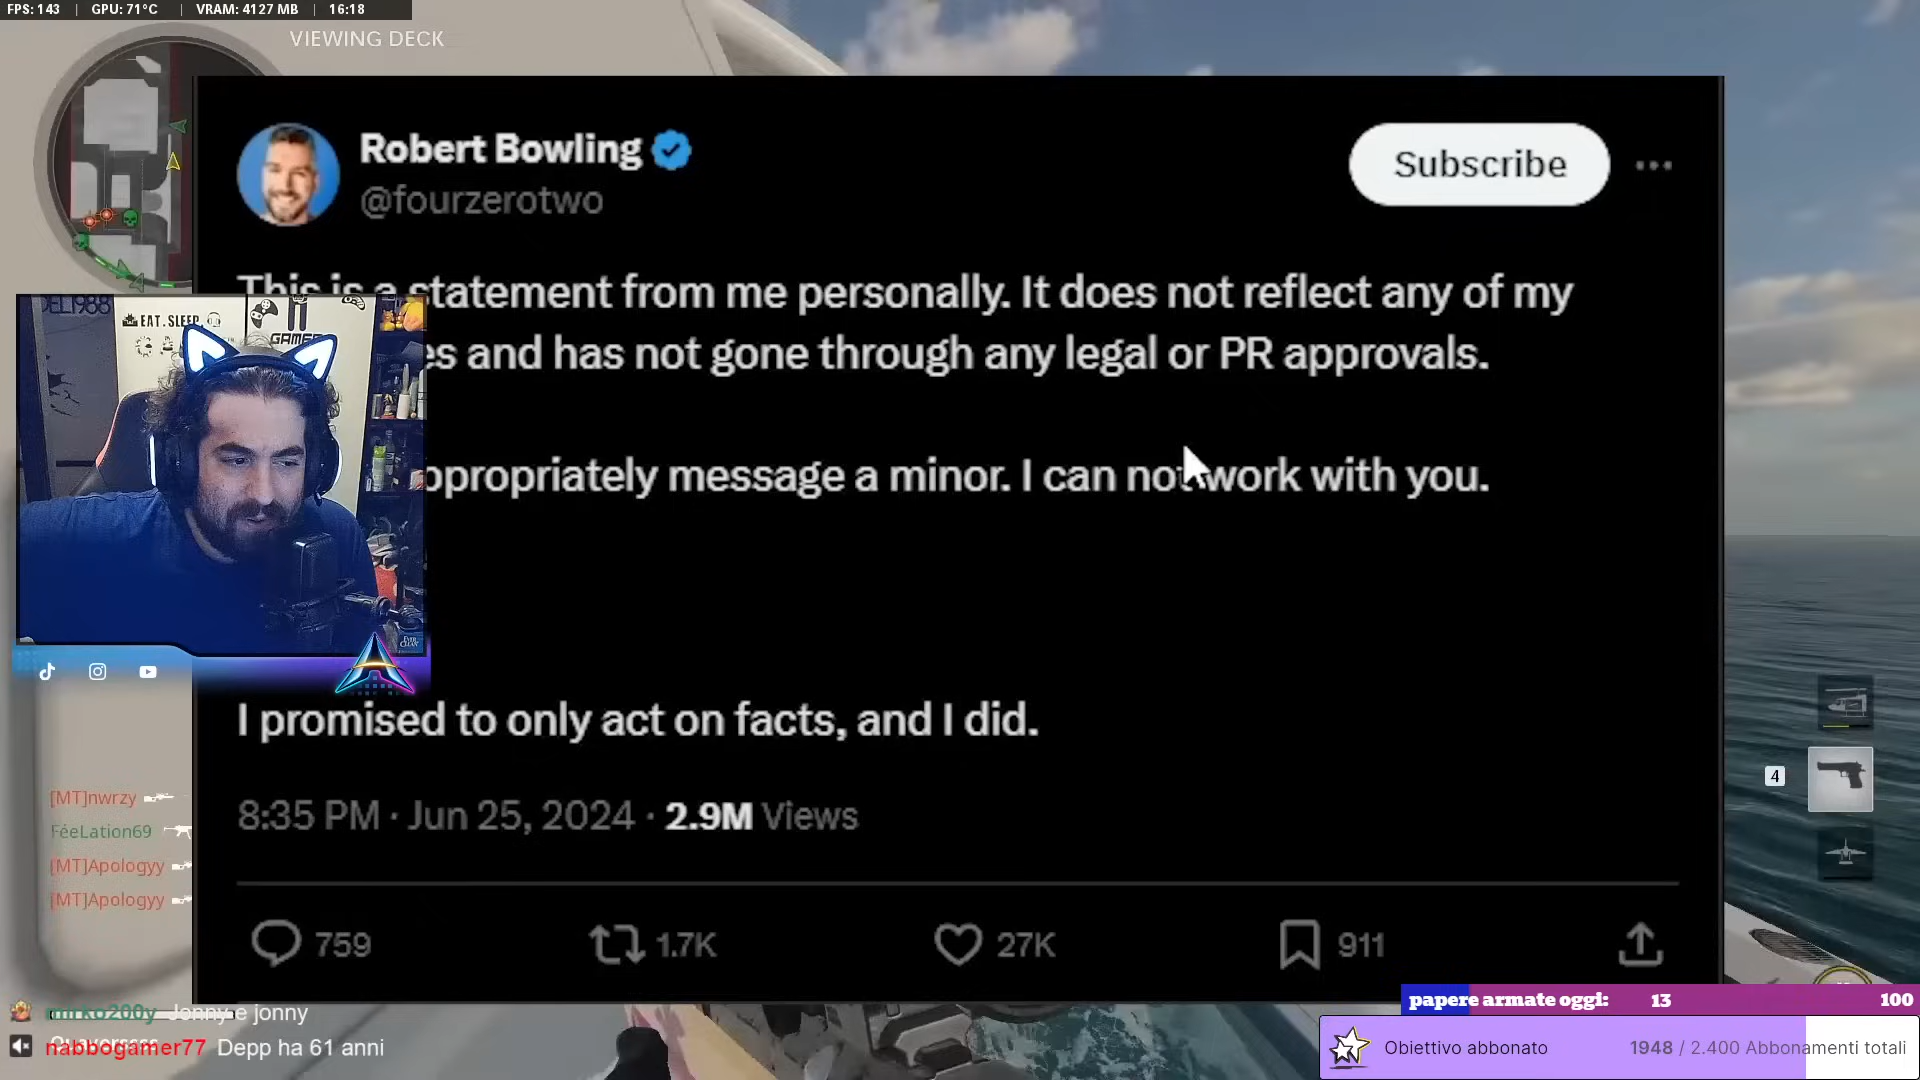 FPS: 143 | GPU: 71°C | VRAM: 4127 MB | 16:18
VIEWING DECK
Robert Bowling
@fourzerotwo
Subscribe
This is a statement from me personally. It does not reflect any of my
es and has not gone through any legal or PR approvals.
ppropriately message a minor. I can not work with you.
I promised to only act on facts, and I did.
8:35 PM · Jun 25, 2024 · 2.9M Views
759
1.7K
27K
911
EAT.SLEEP.
GAMER
4
[MT]nwrzy
FéeLation69
[MT]Apologyy
[MT]Apologyy
mirko200y Jonny e jonny
nabbogamer77 Depp ha 61 anni
papere armate oggi: 13 100
Obiettivo abbonato 1948 / 2.400 Abbonamenti totali